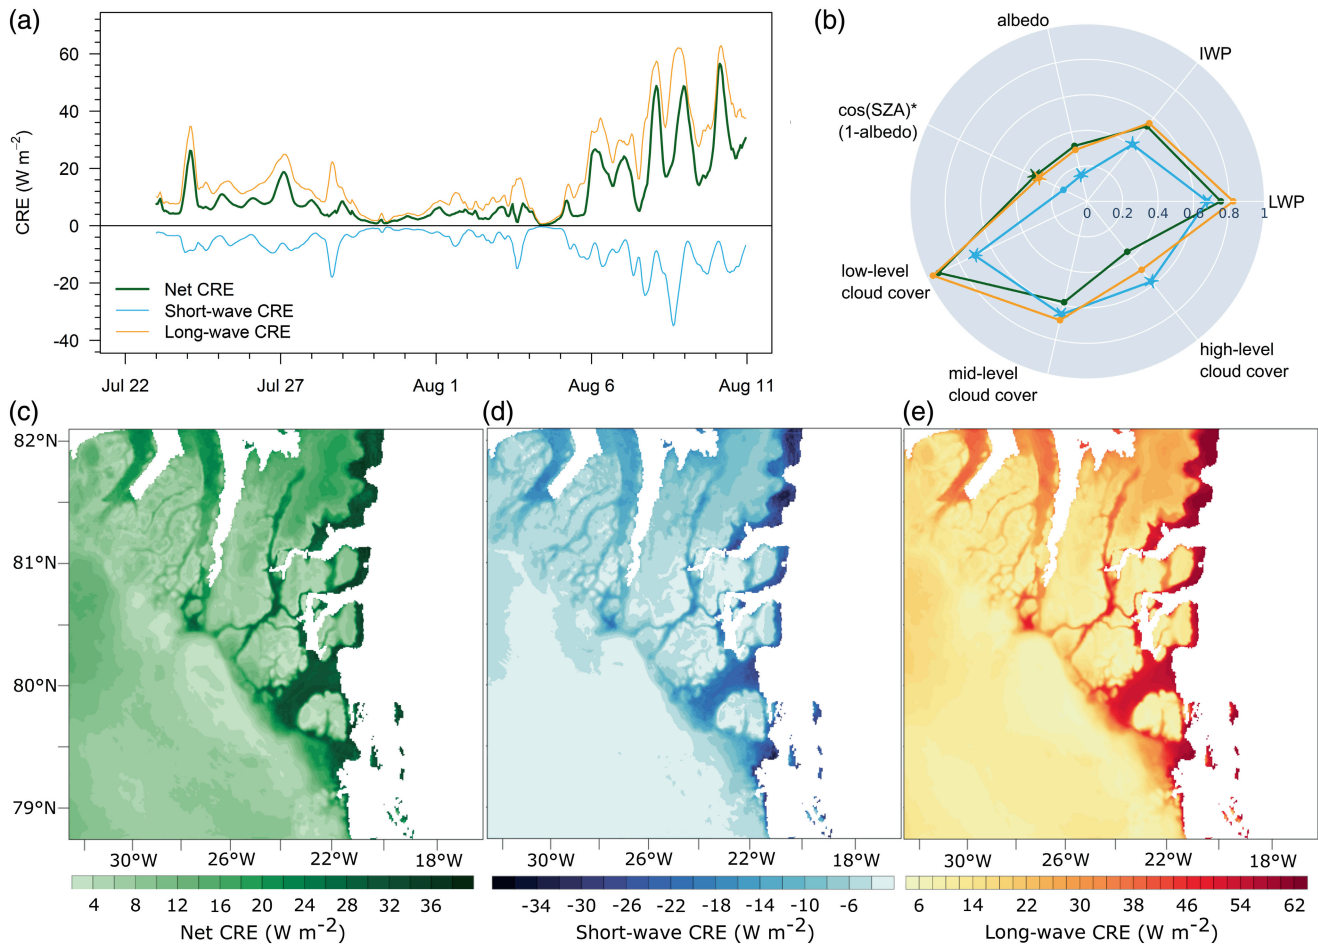 (a)
CRE (W m⁻²)
60
40
20
0
-20
-40
Net CRE
Short-wave CRE
Long-wave CRE
Jul 22
Jul 27
Aug 1
Aug 6
Aug 11
(b)
albedo
IWP
cos(SZA)*
(1-albedo)
LWP
0 0.2 0.4 0.6 0.8 1
low-level
cloud cover
mid-level
cloud cover
high-level
cloud cover
(c)
82°N
81°N
80°N
79°N
30°W
26°W
22°W
18°W
4 8 12 16 20 24 28 32 36
Net CRE (W m⁻²)
(d)
30°W
26°W
22°W
18°W
-34 -30 -26 -22 -18 -14 -10 -6
Short-wave CRE (W m⁻²)
(e)
30°W
26°W
22°W
18°W
6 14 22 30 38 46 54 62
Long-wave CRE (W m⁻²)